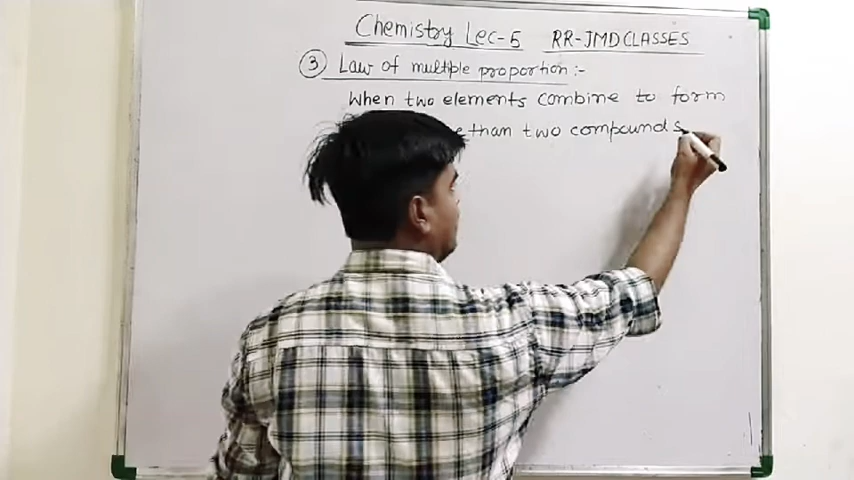 Chemistry Lec-5 RR-JMD CLASSES
③ Law of multiple proportion :-
When two elements combine to form
than two compounds